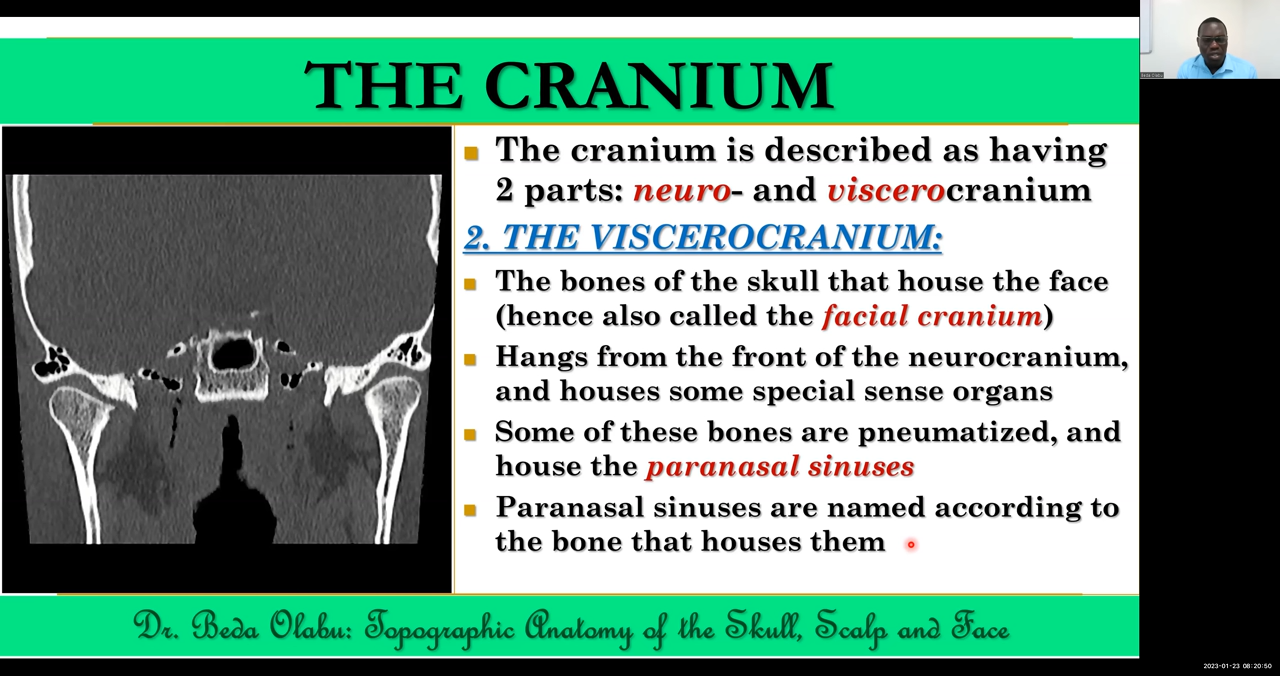 THE CRANIUM
The cranium is described as having
2 parts: neuro- and viscerocranium
2. THE VISCEROCRANIUM:
The bones of the skull that house the face
(hence also called the facial cranium)
Hangs from the front of the neurocranium,
and houses some special sense organs
Some of these bones are pneumatized, and
house the paranasal sinuses
Paranasal sinuses are named according to
the bone that houses them
Dr. Beda Olabu: Topographic Anatomy of the Skull, Scalp and Face
Beda Olabu
2023-01-23 08:20:50